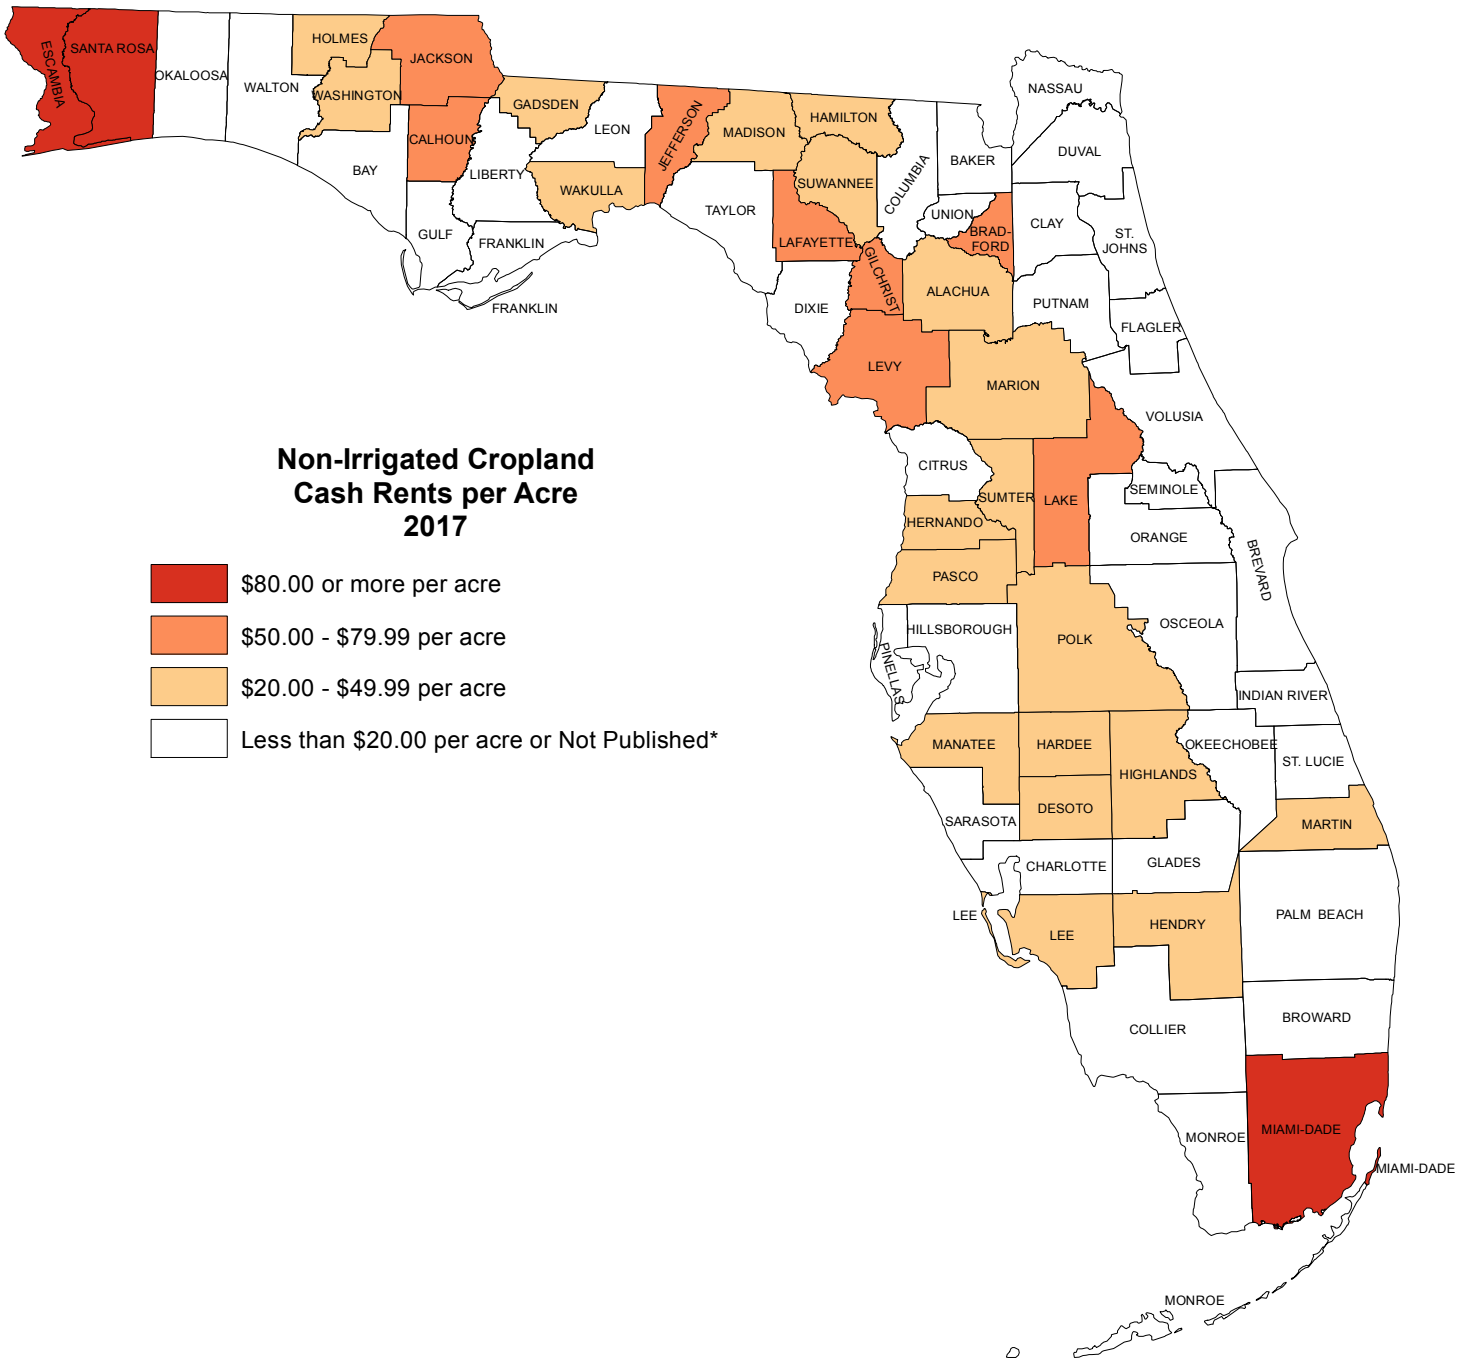 ESCAMBIA
SANTA ROSA
OKALOOSA
WALTON
HOLMES
WASHINGTON
JACKSON
BAY
CALHOUN
GULF
GADSDEN
LIBERTY
FRANKLIN
FRANKLIN
LEON
WAKULLA
JEFFERSON
MADISON
TAYLOR
HAMILTON
SUWANNEE
LAFAYETTE
DIXIE
COLUMBIA
GILCHRIST
BAKER
UNION
BRAD-
FORD
ALACHUA
LEVY
NASSAU
DUVAL
CLAY
ST.
JOHNS
PUTNAM
FLAGLER
MARION
VOLUSIA
CITRUS
SUMTER
LAKE
SEMINOLE
HERNANDO
ORANGE
BREVARD
PASCO
PINELLAS
HILLSBOROUGH
POLK
OSCEOLA
INDIAN RIVER
MANATEE
HARDEE
HIGHLANDS
OKEECHOBEE
ST. LUCIE
SARASOTA
DESOTO
MARTIN
CHARLOTTE
GLADES
LEE
LEE
HENDRY
PALM BEACH
COLLIER
BROWARD
MONROE
MIAMI-DADE
MIAMI-DADE
MONROE
Non-Irrigated Cropland
Cash Rents per Acre
2017
$80.00 or more per acre
$50.00 - $79.99 per acre
$20.00 - $49.99 per acre
Less than $20.00 per acre or Not Published*